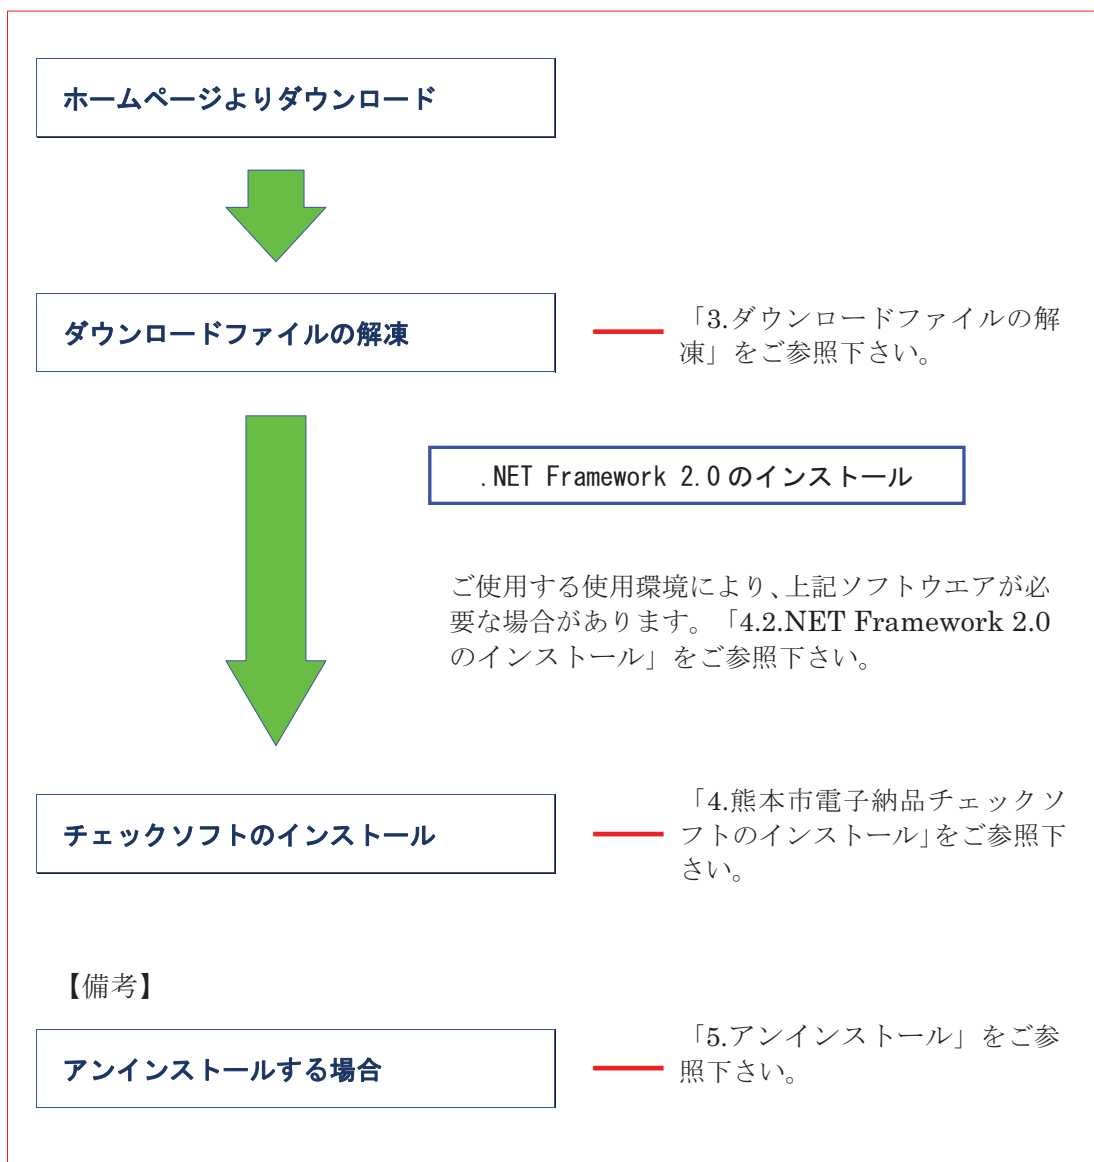 ホームページよりダウンロード
ダウンロードファイルの解凍
「3.ダウンロードファイルの解
凍」をご参照下さい。
.NET Framework 2.0のインストール
ご使用する使用環境により、上記ソフトウエアが必
要な場合があります。「4.2.NET Framework 2.0
のインストール」をご参照下さい。
チェックソフトのインストール
「4.熊本市電子納品チェックソ
フトのインストール」をご参照下
さい。
【備考】
アンインストールする場合
「5.アンインストール」をご参
照下さい。